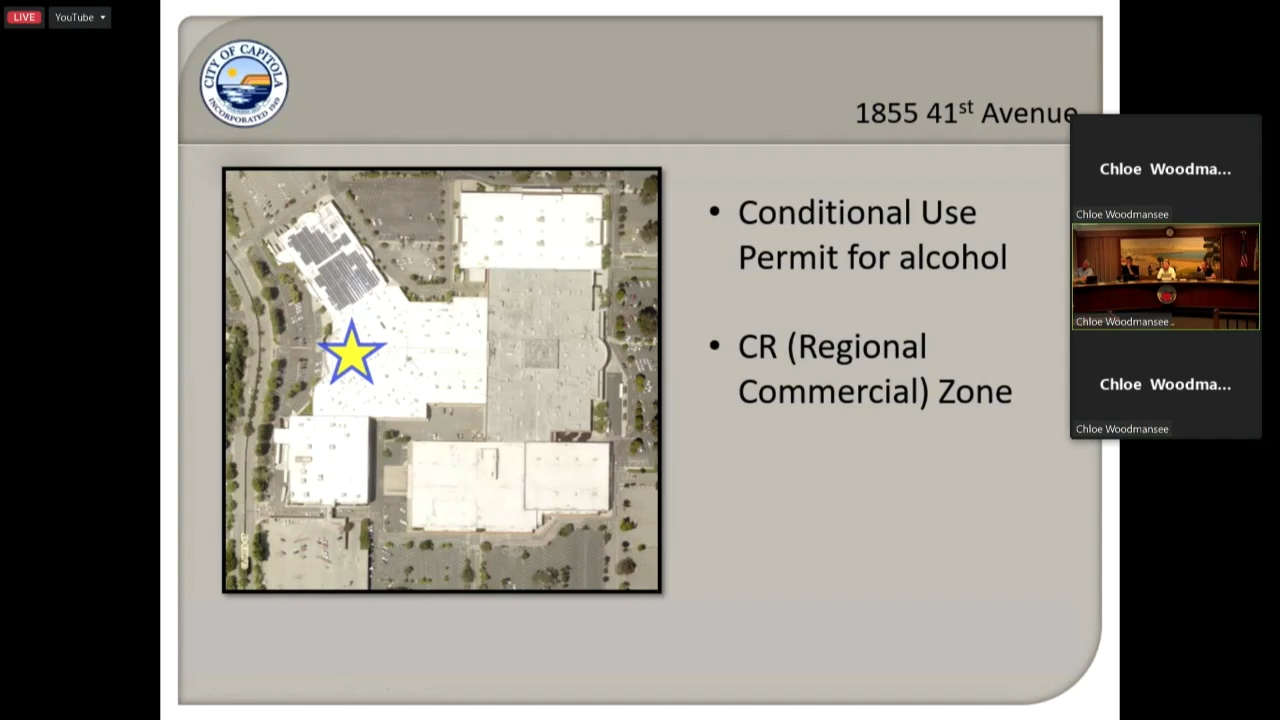 LIVE
YouTube
CITY OF CAPITOLA
INCORPORATED 1949
1855 41st Avenue
• Conditional Use
Permit for alcohol
• CR (Regional
Commercial) Zone
Chloe Woodma...
Chloe Woodmansee
Chloe Woodmansee
Chloe Woodma...
Chloe Woodmansee